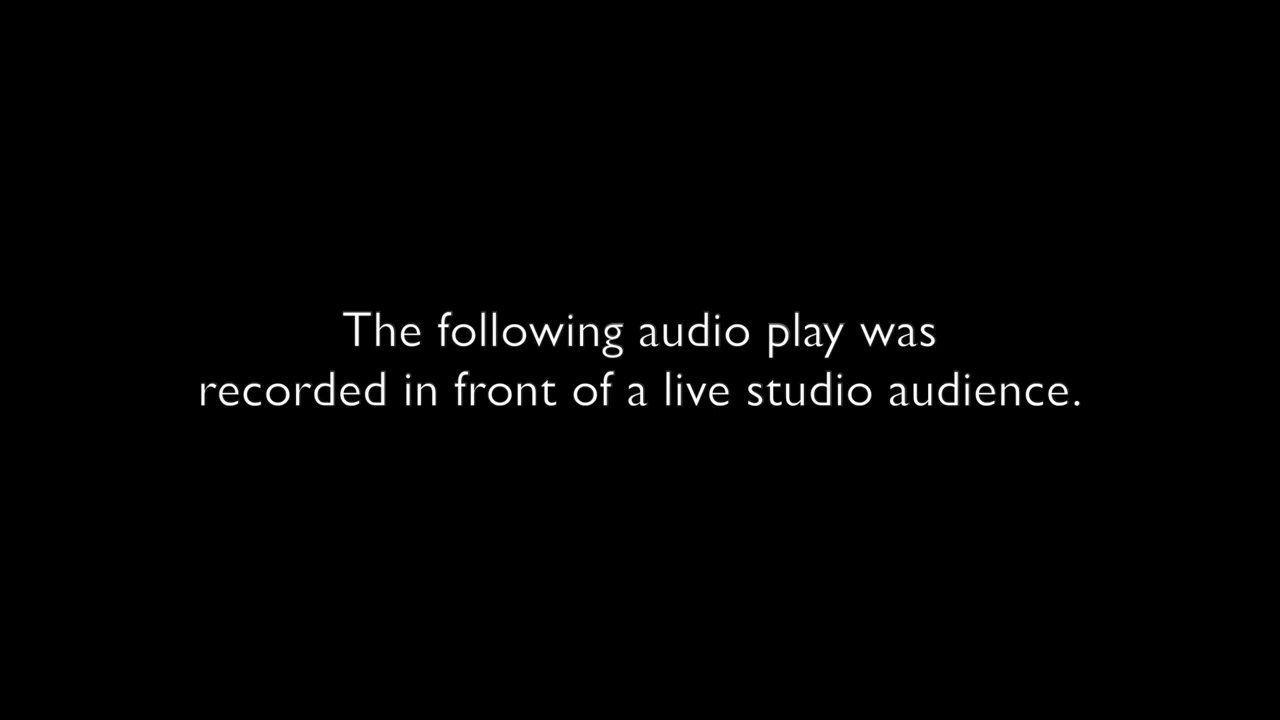 The following audio play was
recorded in front of a live studio audience.